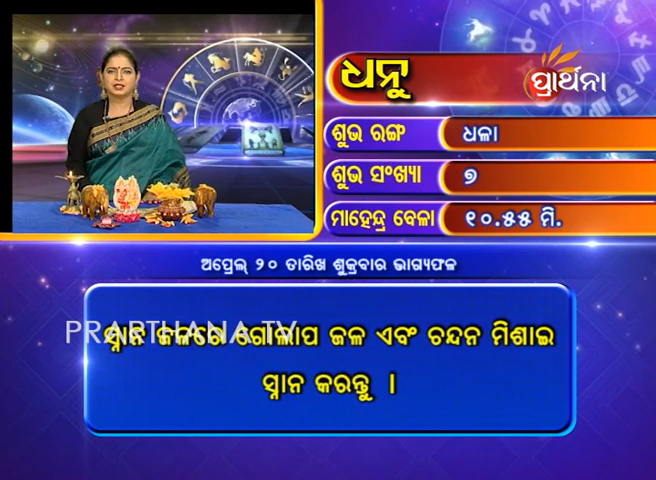 ଧନୁ
ପ୍ରାର୍ଥନା
ଶୁଭ ରଙ୍ଗ ଧଳା
ଶୁଭ ସଂଖ୍ୟା ୭
ମାହେନ୍ଦ୍ର ବେଳା ୧୦.୫୫ ମି.
ଅପ୍ରେଲ୍ ୨୦ ତାରିଖ ଶୁକ୍ରବାର ଭାଗ୍ୟଫଳ
PRARTHANA TV
ସ୍ନାନ ଜଳରେ ଗୋଲାପ ଜଳ ଏବଂ ଚନ୍ଦନ ମିଶାଇ
ସ୍ନାନ କରନ୍ତୁ ।